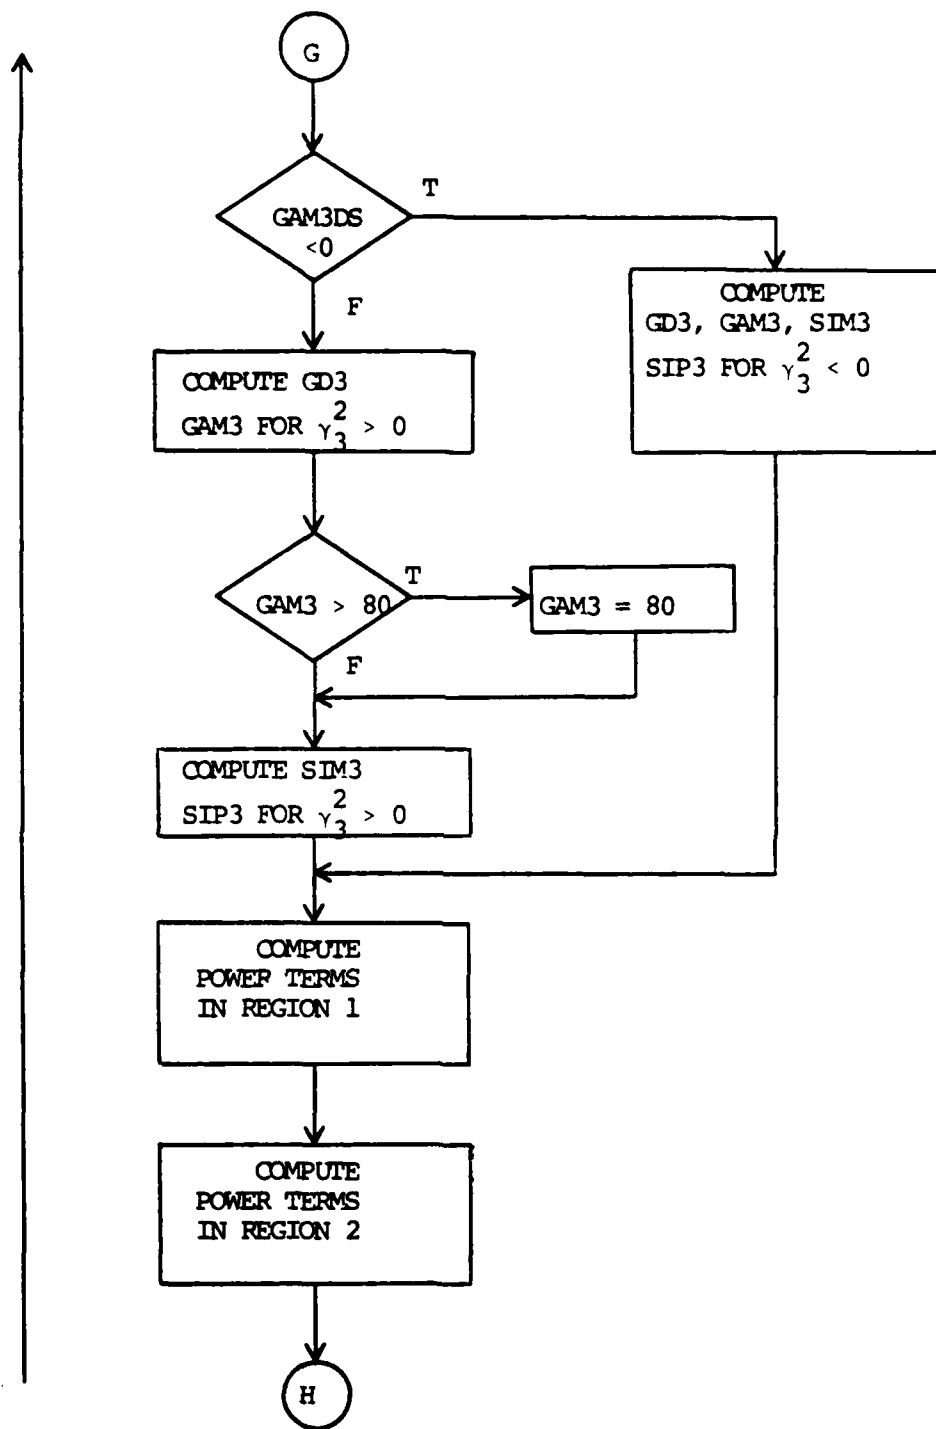 G
GAM3DS
<0
T
F
COMPUTE
GD3, GAM3, SIM3
SIP3 FOR γ₃² < 0
COMPUTE GD3
GAM3 FOR γ₃² > 0
GAM3 > 80
T
F
GAM3 = 80
COMPUTE SIM3
SIP3 FOR γ₃² > 0
COMPUTE
POWER TERMS
IN REGION 1
COMPUTE
POWER TERMS
IN REGION 2
H